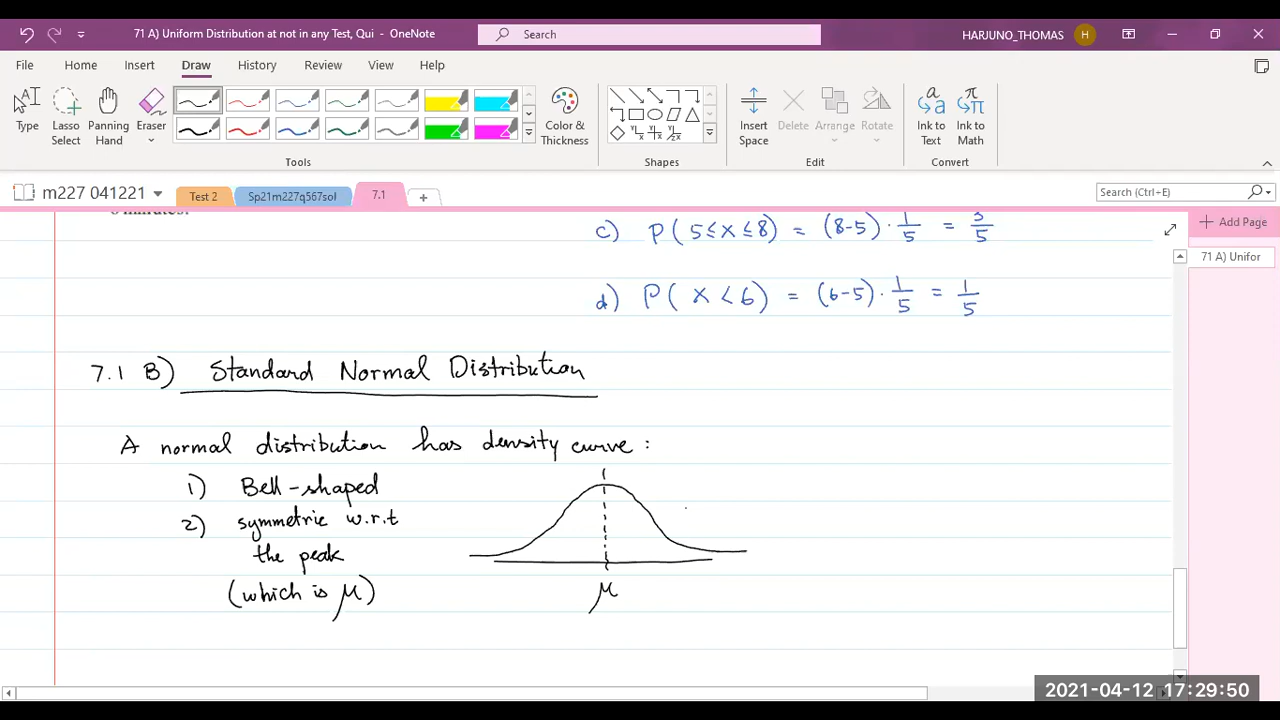 71 A) Uniform Distribution at not in any Test, Qui - OneNote
Search
HARJUNO_THOMAS
H
File Home Insert Draw History Review View Help
Type
Lasso Select
Panning Hand
Eraser
Color & Thickness
Insert Space
Delete
Arrange
Rotate
Ink to Text
Ink to Math
Tools
Shapes
Edit
Convert
m227 041221
Test 2
Sp21m227q567sol
7.1
Search (Ctrl+E)
Add Page
71 A) Unifor
c) P(5≤X≤8) = (8-5)·1/5 = 3/5
d) P(X<6) = (6-5)·1/5 = 1/5
7.1 B) Standard Normal Distribution
A normal distribution has density curve:
1) Bell-shaped
2) symmetric w.r.t
the peak
(which is μ)
μ
2021-04-12 17:29:50